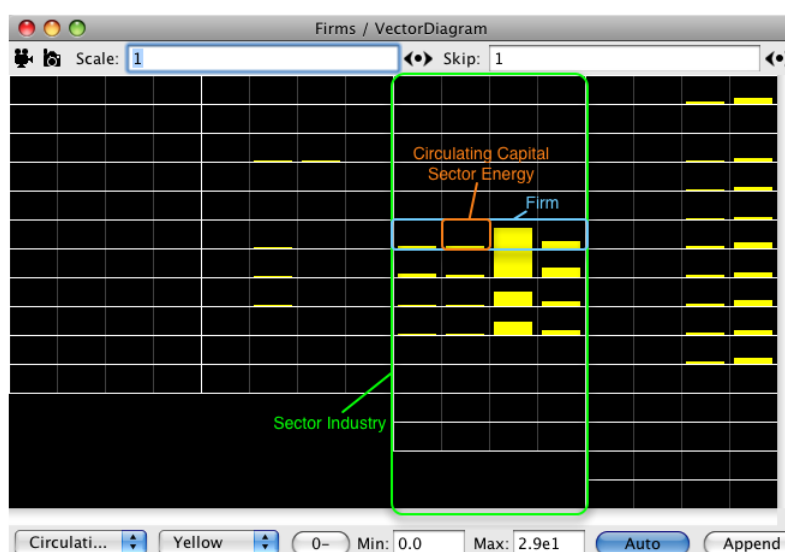 Firms / VectorDiagram
Scale: 1 Skip: 1
Circulating Capital
Sector Energy
Firm
Sector Industry
Circulati... Yellow 0– Min: 0.0 Max: 2.9e1 Auto Append